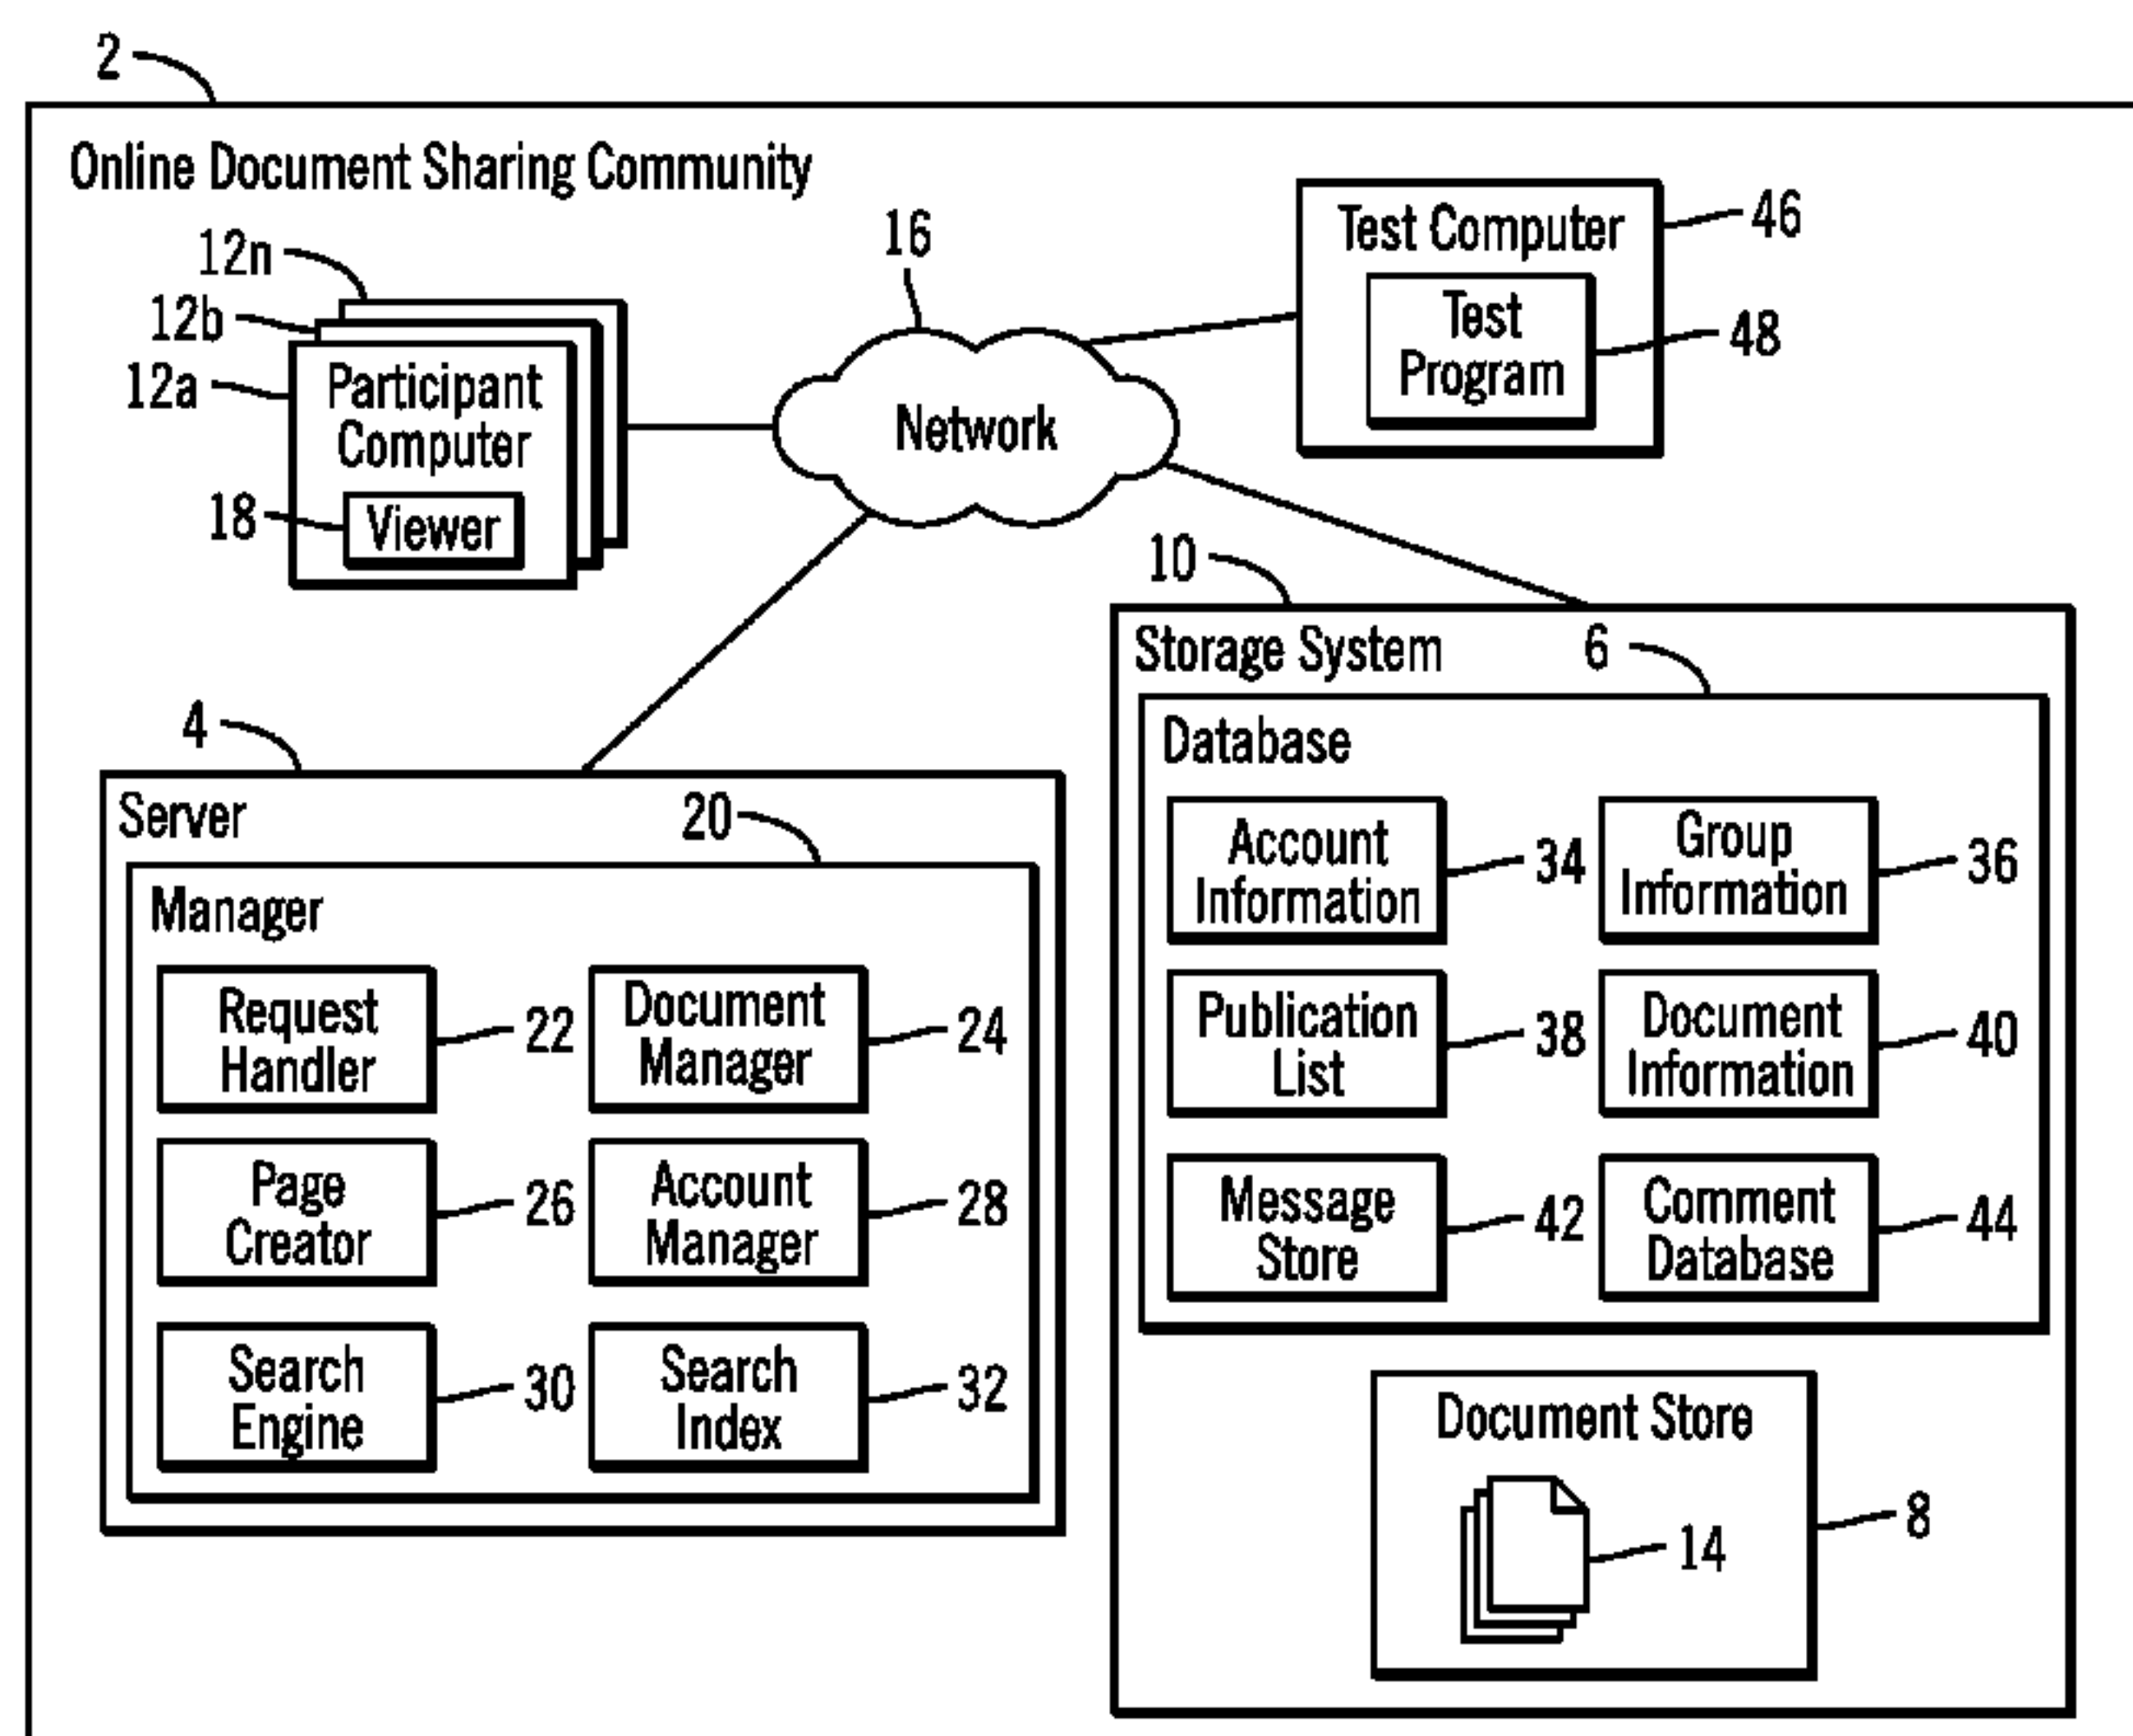 2
Online Document Sharing Community
12n
12b
12a
Participant
Computer
18
Viewer
16
Network
Test Computer
46
Test
Program
48
4
Server
20
Manager
Request
Handler
22
Document
Manager
24
Page
Creator
26
Account
Manager
28
Search
Engine
30
Search
Index
32
10
Storage System
6
Database
Account
Information
34
Group
Information
36
Publication
List
38
Document
Information
40
Message
Store
42
Comment
Database
44
Document Store
14
8